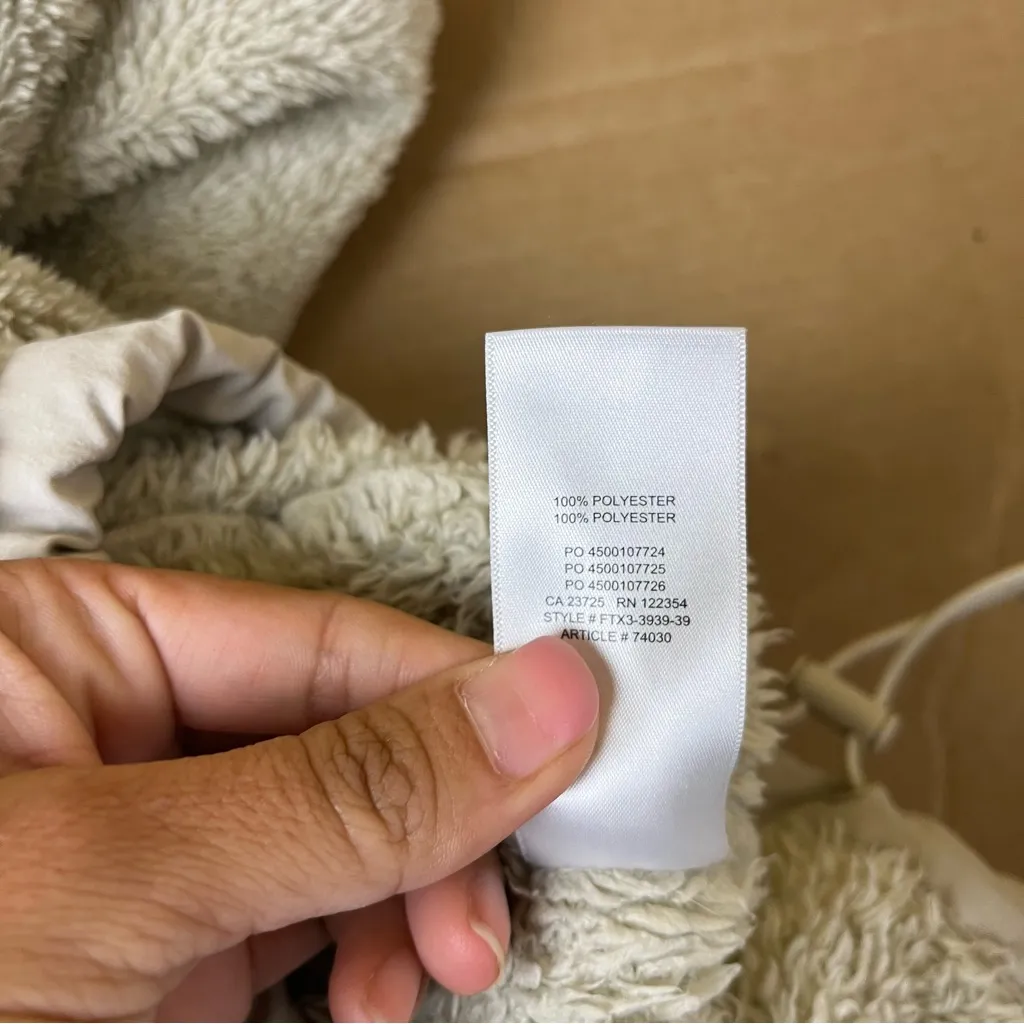 100% POLYESTER
100% POLYESTER
PO 4500107724
PO 4500107725
PO 4500107726
CA 23725 RN 122354
STYLE # FTX3-3939-39
ARTICLE # 74030